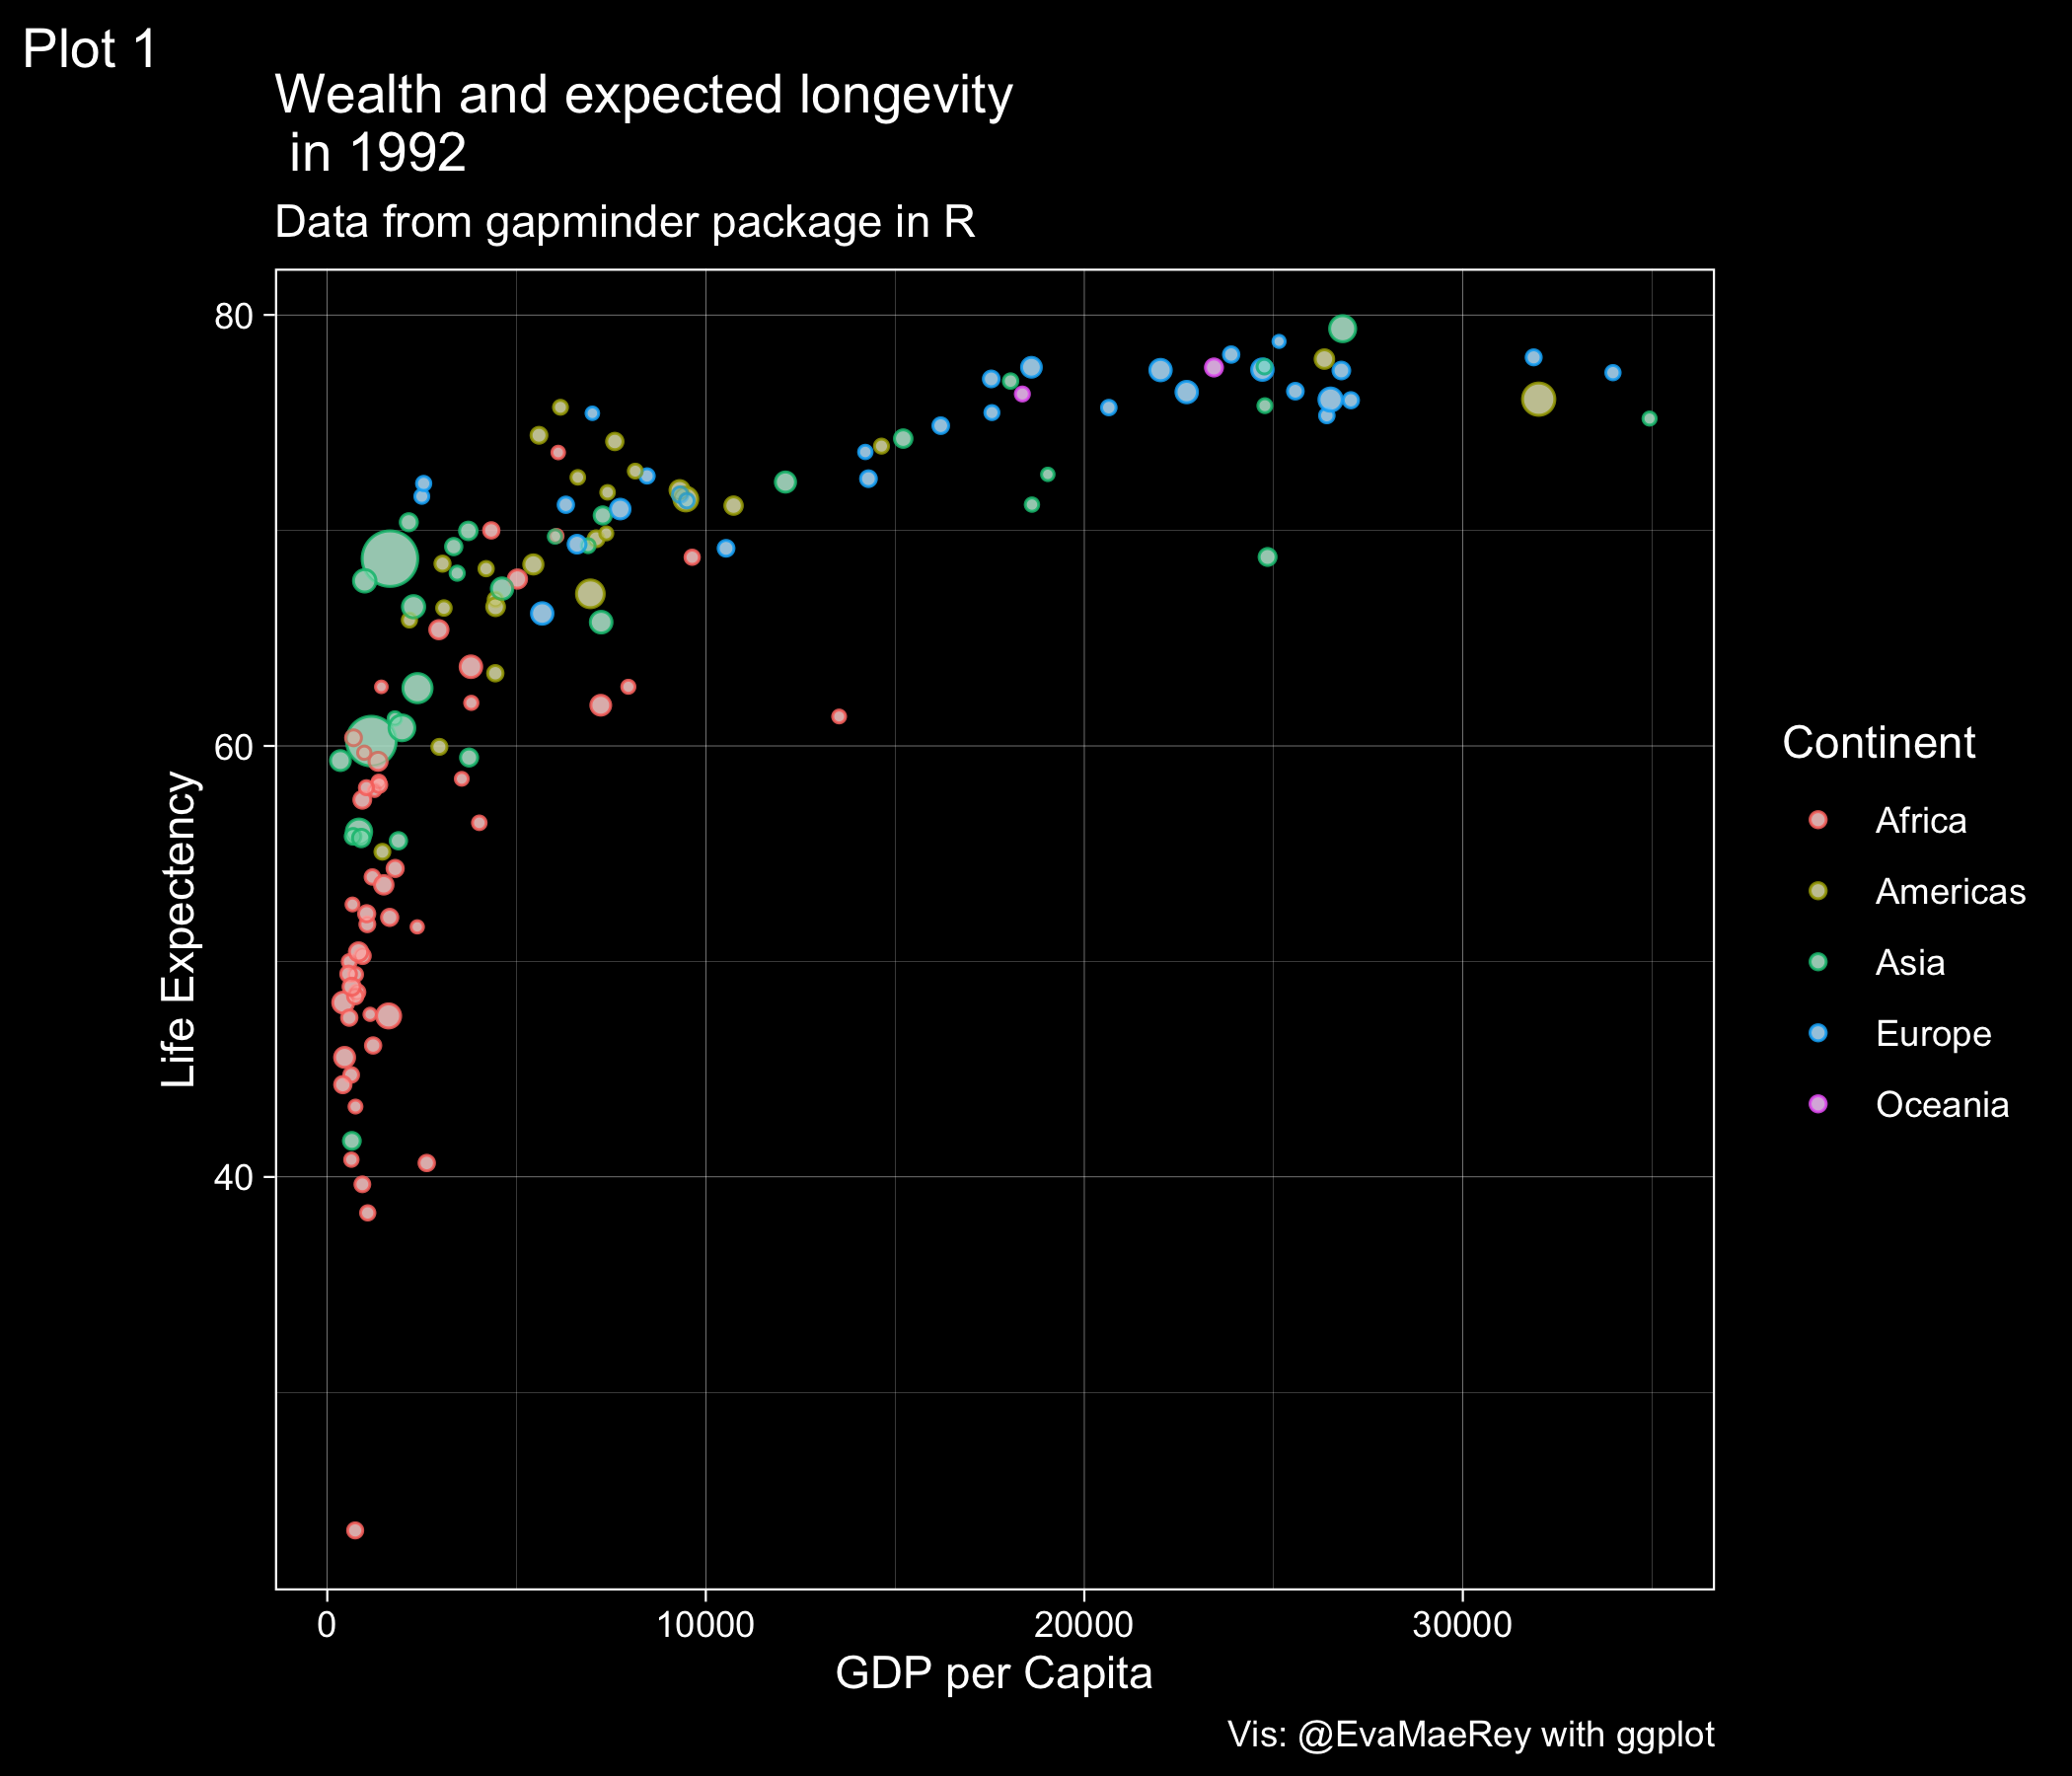 Plot 1
Wealth and expected longevity
in 1992
Data from gapminder package in R
80
60
40
Life Expectency
0 10000 20000 30000
GDP per Capita
Continent
Africa
Americas
Asia
Europe
Oceania
Vis: @EvaMaeRey with ggplot